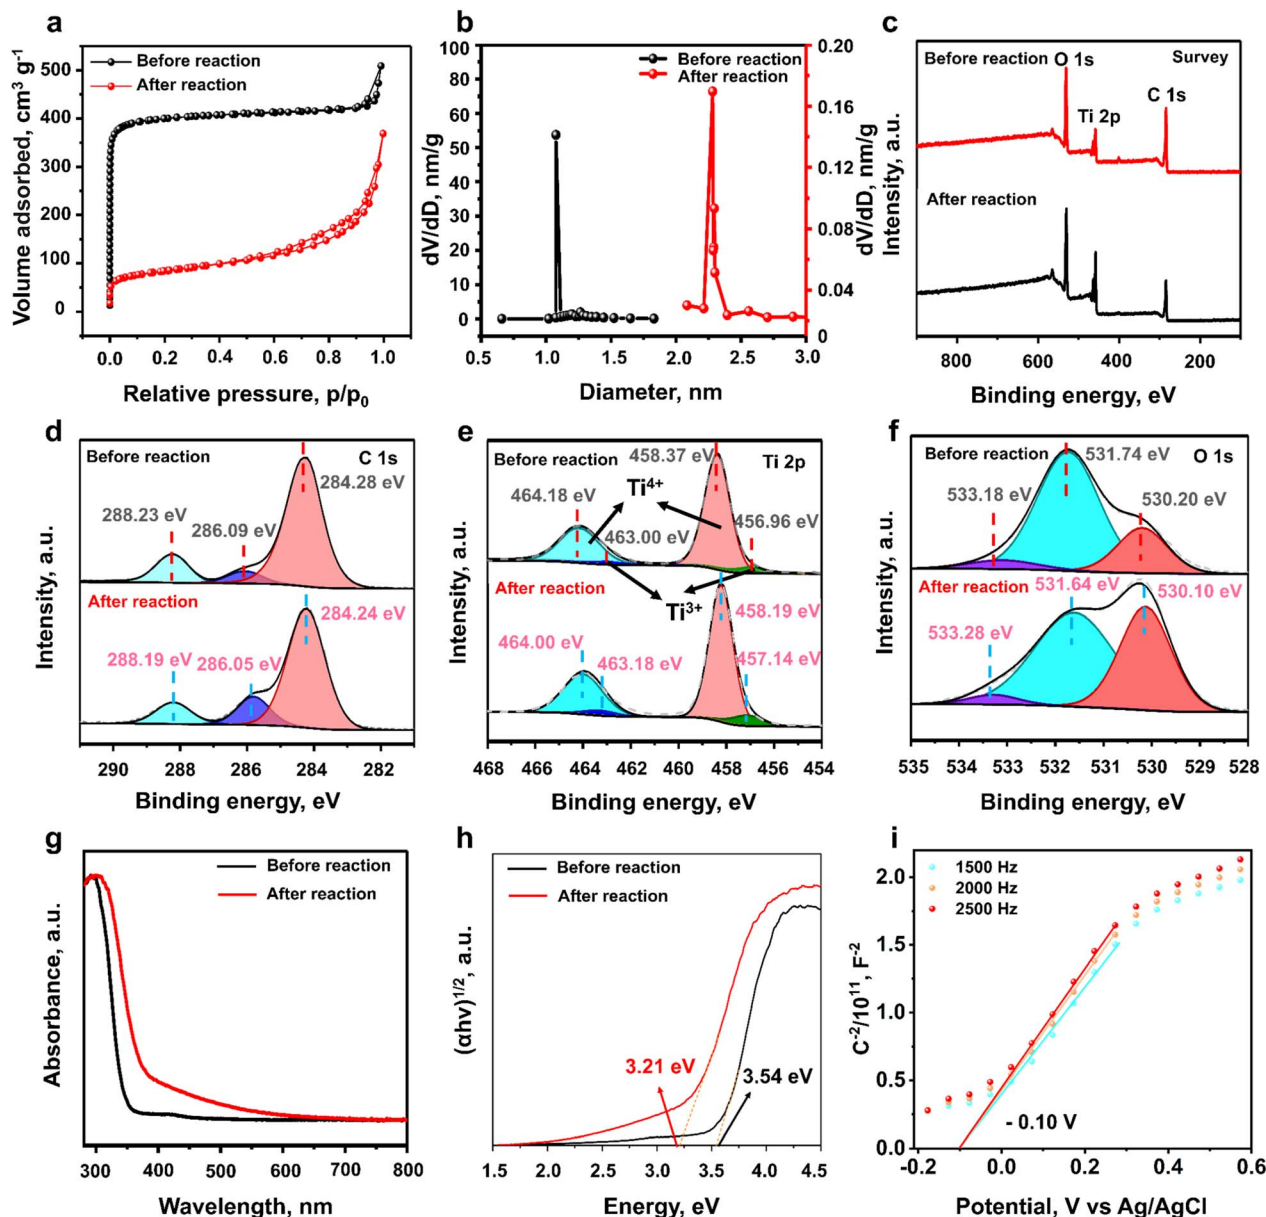 a
Before reaction
After reaction
500
400
300
200
100
0
0.0 0.2 0.4 0.6 0.8 1.0
Volume adsorbed, cm³ g⁻¹
Relative pressure, p/p₀
b
Before reaction
After reaction
100
90
80
70
60
50
40
30
20
10
0
0.20
0.16
0.12
0.08
0.04
0
0.5 1.0 1.5 2.0 2.5 3.0
dV/dD, nm/g
dV/dD, nm/g
Diameter, nm
c
Before reaction
O 1s
Survey
Ti 2p
C 1s
After reaction
800 600 400 200
Intensity, a.u.
Binding energy, eV
d
Before reaction
C 1s
284.28 eV
288.23 eV
286.09 eV
After reaction
284.24 eV
288.19 eV
286.05 eV
290 288 286 284 282
Intensity, a.u.
Binding energy, eV
e
Before reaction
458.37 eV
Ti 2p
464.18 eV
Ti⁴⁺
463.00 eV
456.96 eV
After reaction
Ti³⁺
458.19 eV
464.00 eV
463.18 eV
457.14 eV
468 466 464 462 460 458 456 454
Intensity, a.u.
Binding energy, eV
f
Before reaction
531.74 eV
O 1s
533.18 eV
530.20 eV
After reaction
531.64 eV
530.10 eV
533.28 eV
535 534 533 532 531 530 529 528
Intensity, a.u.
Binding energy, eV
g
Before reaction
After reaction
300 400 500 600 700 800
Absorbance, a.u.
Wavelength, nm
h
Before reaction
After reaction
3.21 eV
3.54 eV
1.5 2.0 2.5 3.0 3.5 4.0 4.5
(αhv)¹ᐟ², a.u.
Energy, eV
i
1500 Hz
2000 Hz
2500 Hz
2.0
1.5
1.0
0.5
0.0
- 0.10 V
-0.2 0.0 0.2 0.4 0.6
C⁻²/10¹¹, F⁻²
Potential, V vs Ag/AgCl